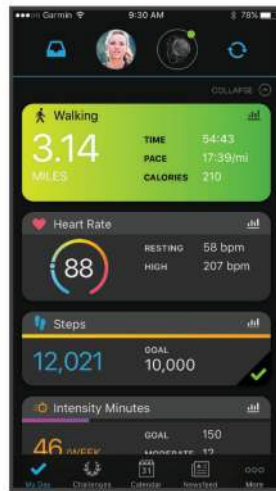 Garmin 9:30 AM 78%
COLLAPSE
Walking
3.14
MILES
TIME 54:43
PACE 17:39/mi
CALORIES 210
Heart Rate
88
RESTING 58 bpm
HIGH 207 bpm
Steps
12,021
GOAL
10,000
Intensity Minutes
46 /WEEK
GOAL 150
MODERATE 12
31
My Day Challenges Calendar Newsfeed More